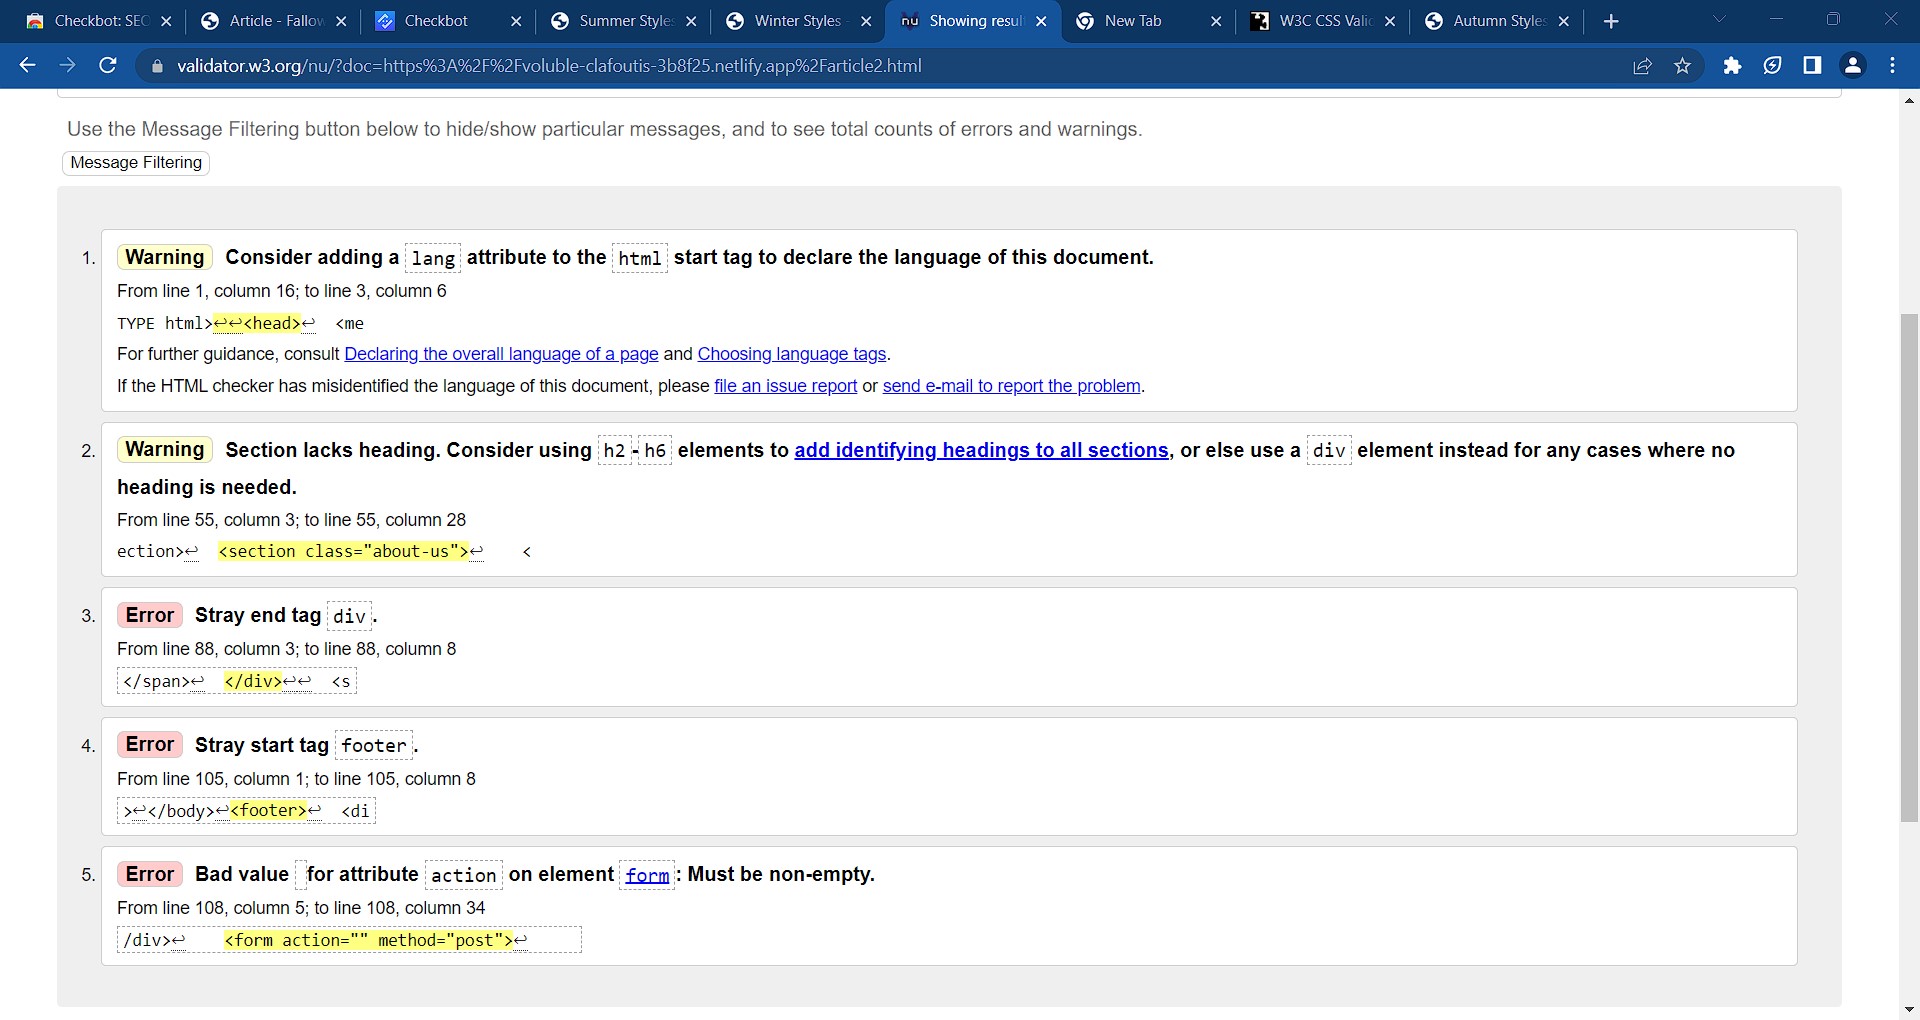 Checkbot: SEO
Article - Fallow
Checkbot
Summer Styles
Winter Styles -
nu Showing resul
New Tab
W3C CSS Valid
Autumn Styles
validator.w3.org/nu/?doc=https%3A%2F%2Fvoluble-clafoutis-3b8f25.netlify.app%2Farticle2.html
Use the Message Filtering button below to hide/show particular messages, and to see total counts of errors and warnings.
Message Filtering
1. Warning Consider adding a lang attribute to the html start tag to declare the language of this document.
From line 1, column 16; to line 3, column 6
TYPE html>↩↩<head>↩ <me
For further guidance, consult Declaring the overall language of a page and Choosing language tags.
If the HTML checker has misidentified the language of this document, please file an issue report or send e-mail to report the problem.
2. Warning Section lacks heading. Consider using h2-h6 elements to add identifying headings to all sections, or else use a div element instead for any cases where no
heading is needed.
From line 55, column 3; to line 55, column 28
ection>↩ <section class="about-us">↩ <
3. Error Stray end tag div.
From line 88, column 3; to line 88, column 8
</span>↩ </div>↩↩ <s
4. Error Stray start tag footer.
From line 105, column 1; to line 105, column 8
>↩</body>↩<footer>↩ <di
5. Error Bad value for attribute action on element form: Must be non-empty.
From line 108, column 5; to line 108, column 34
/div>↩ <form action="" method="post">↩